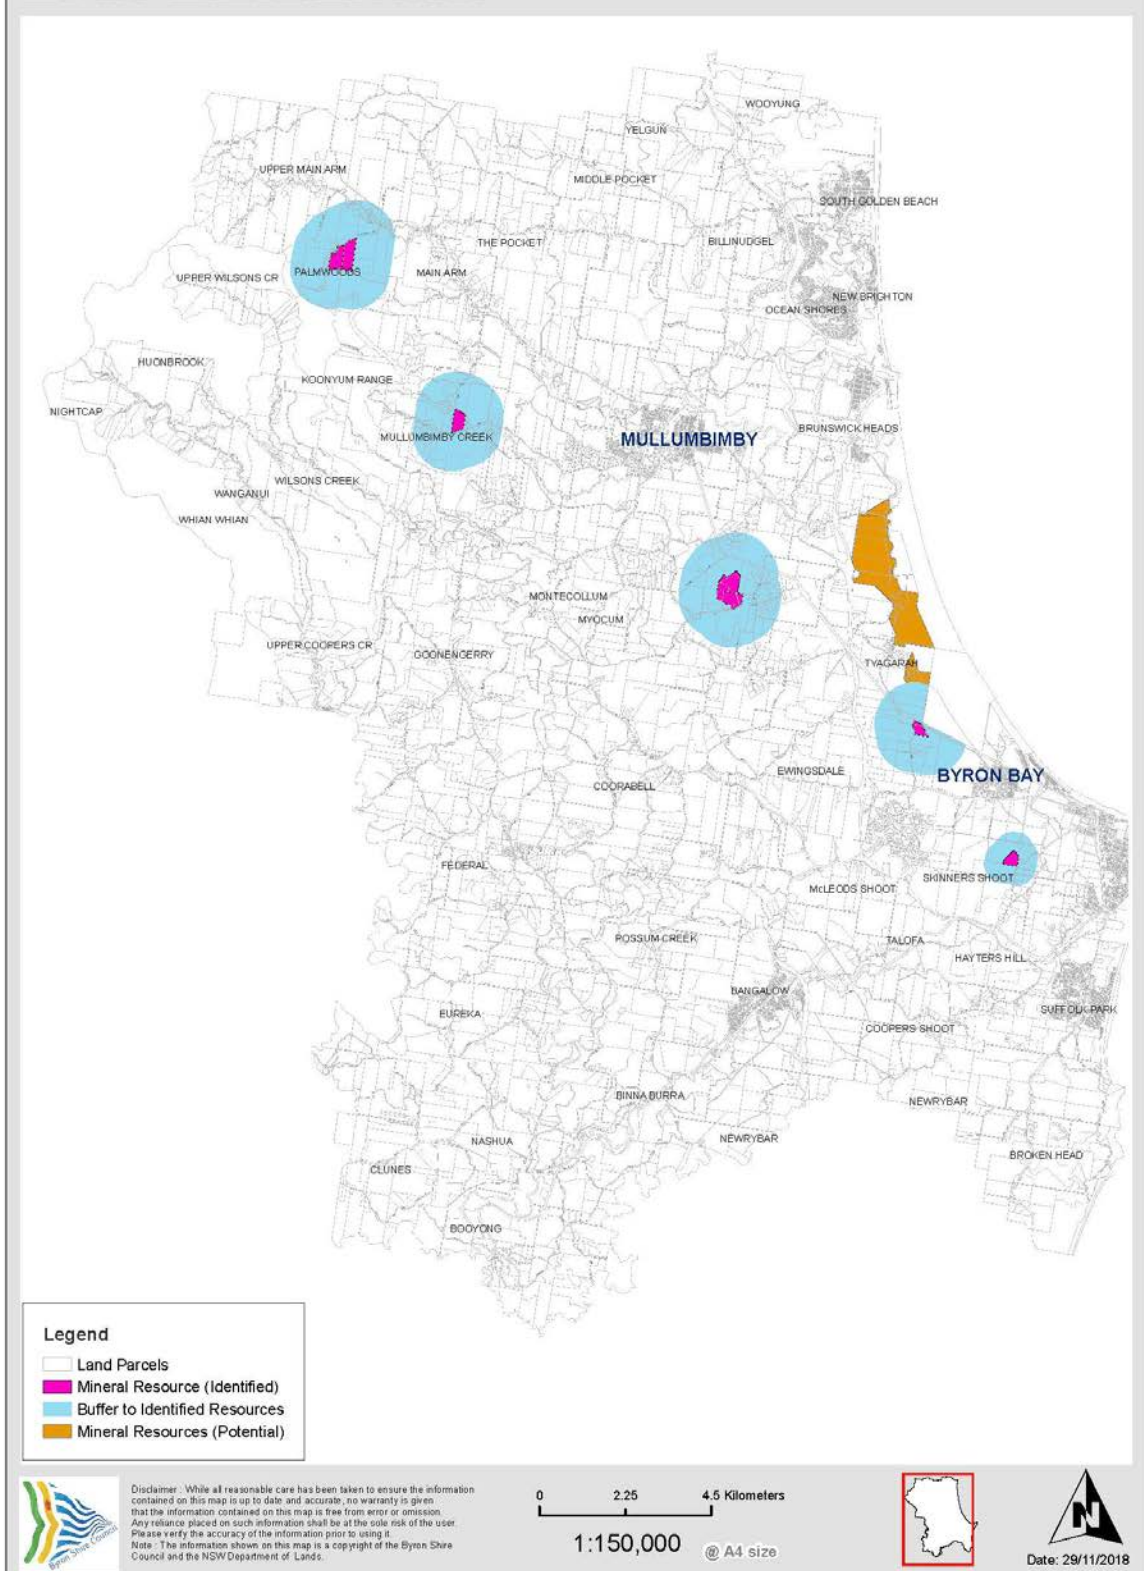 WOOYUNG
YELGUN
UPPER MAIN ARM
MIDDLE POCKET
SOUTH GOLDEN BEACH
THE POCKET
BILLINUDGEL
UPPER WILSONS CR
PALMWOODS
MAIN ARM
NEW BRIGHTON
OCEAN SHORES
HUONBROOK
KOONYUM RANGE
NIGHTCAP
BRUNSWICK HEADS
MULLUMBIMBY CREEK
MULLUMBIMBY
WILSONS CREEK
WANGANUI
WHIAN WHIAN
MONTECOLLUM
MYOCUM
UPPER COOPERS CR
GOONENGERRY
TYAGARAH
EWINGSDALE
BYRON BAY
COORABELL
FEDERAL
SKINNERS SHOOT
McLEODS SHOOT
POSSUM CREEK
TALOFA
HAYTERS HILL
BANGALOW
EUREKA
SUFFOLK PARK
COOPERS SHOOT
BINNA BURRA
NEWRYBAR
NASHUA
NEWRYBAR
BROKEN HEAD
CLUNES
BOOYONG
Legend
Land Parcels
Mineral Resource (Identified)
Buffer to Identified Resources
Mineral Resources (Potential)
Byron Shire Council
Disclaimer : While all reasonable care has been taken to ensure the information
contained on this map is up to date and accurate, no warranty is given
that the information contained on this map is free from error or omission.
Any reliance placed on such information shall be at the sole risk of the user.
Please verify the accuracy of the information prior to using it.
Note : The information shown on this map is a copyright of the Byron Shire
Council and the NSW Department of Lands.
0 2.25 4.5 Kilometers
1:150,000 @ A4 size
N
Date: 29/11/2018